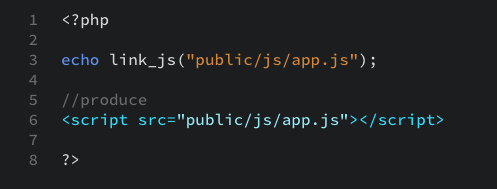 1 <?php
2
3 echo link_js("public/js/app.js");
4
5 //produce
6 <script src="public/js/app.js"></script>
7
8 ?>